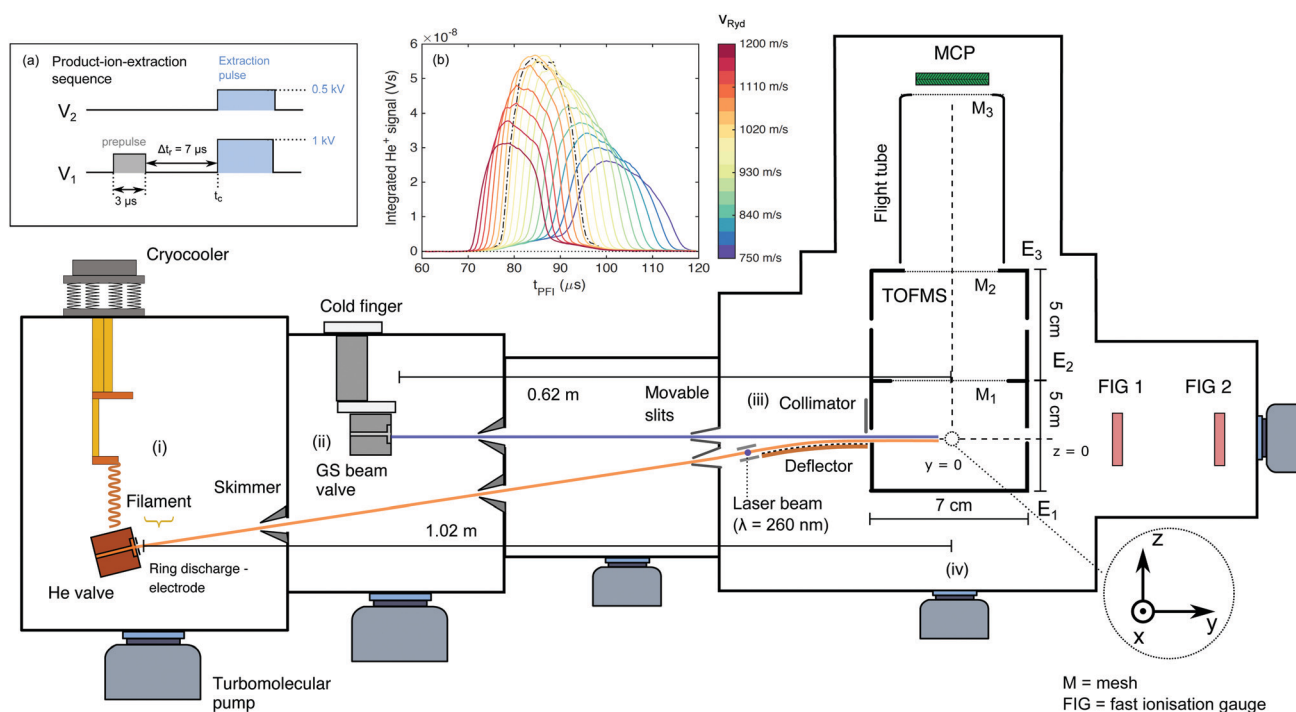 (a) Product-ion-extraction
sequence
Extraction
pulse
V2
0.5 kV
prepulse
Δtr = 7 μs
1 kV
V1
3 μs
tc
×10⁻⁸
(b)
Integrated He⁺ signal (Vs)
6
5
4
3
2
1
0
60 70 80 90 100 110 120
tPFI (μs)
vRyd
1200 m/s
1110 m/s
1020 m/s
930 m/s
840 m/s
750 m/s
MCP
M3
Flight tube
E3
TOFMS
M2
5 cm
E2
M1
5 cm
FIG 1
FIG 2
Cryocooler
Cold finger
0.62 m
Movable
slits
(iii)
Collimator
(i)
(ii)
GS beam
valve
Deflector
y = 0
z = 0
Skimmer
Filament
Laser beam
(λ = 260 nm)
7 cm
E1
1.02 m
He valve
Ring discharge -
electrode
(iv)
z
x
y
Turbomolecular
pump
M = mesh
FIG = fast ionisation gauge